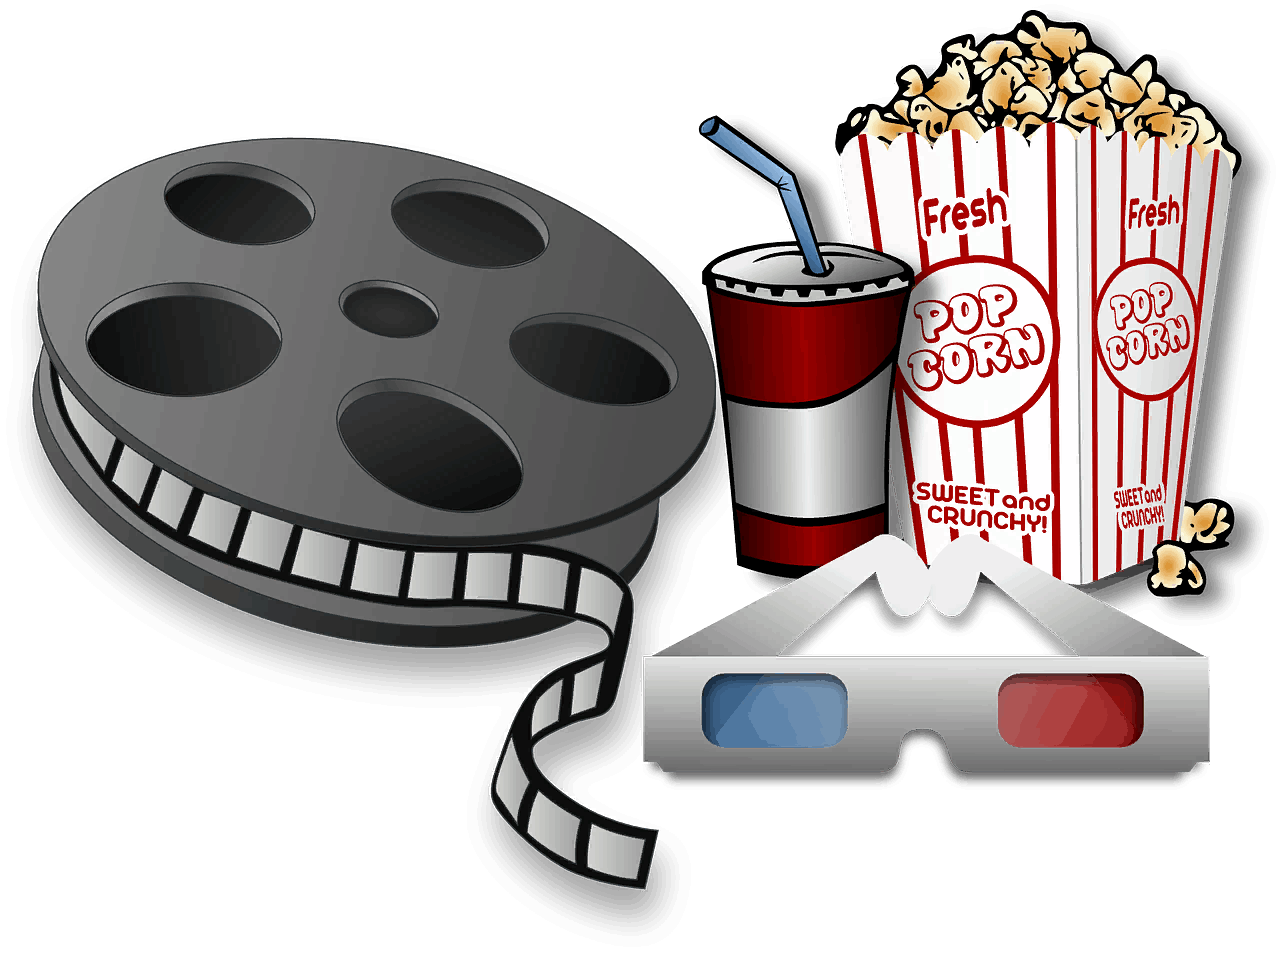 Fresh
POP
CORN
SWEET and
CRUNCHY!
Fresh
POP
CORN
SWEET and
CRUNCHY!